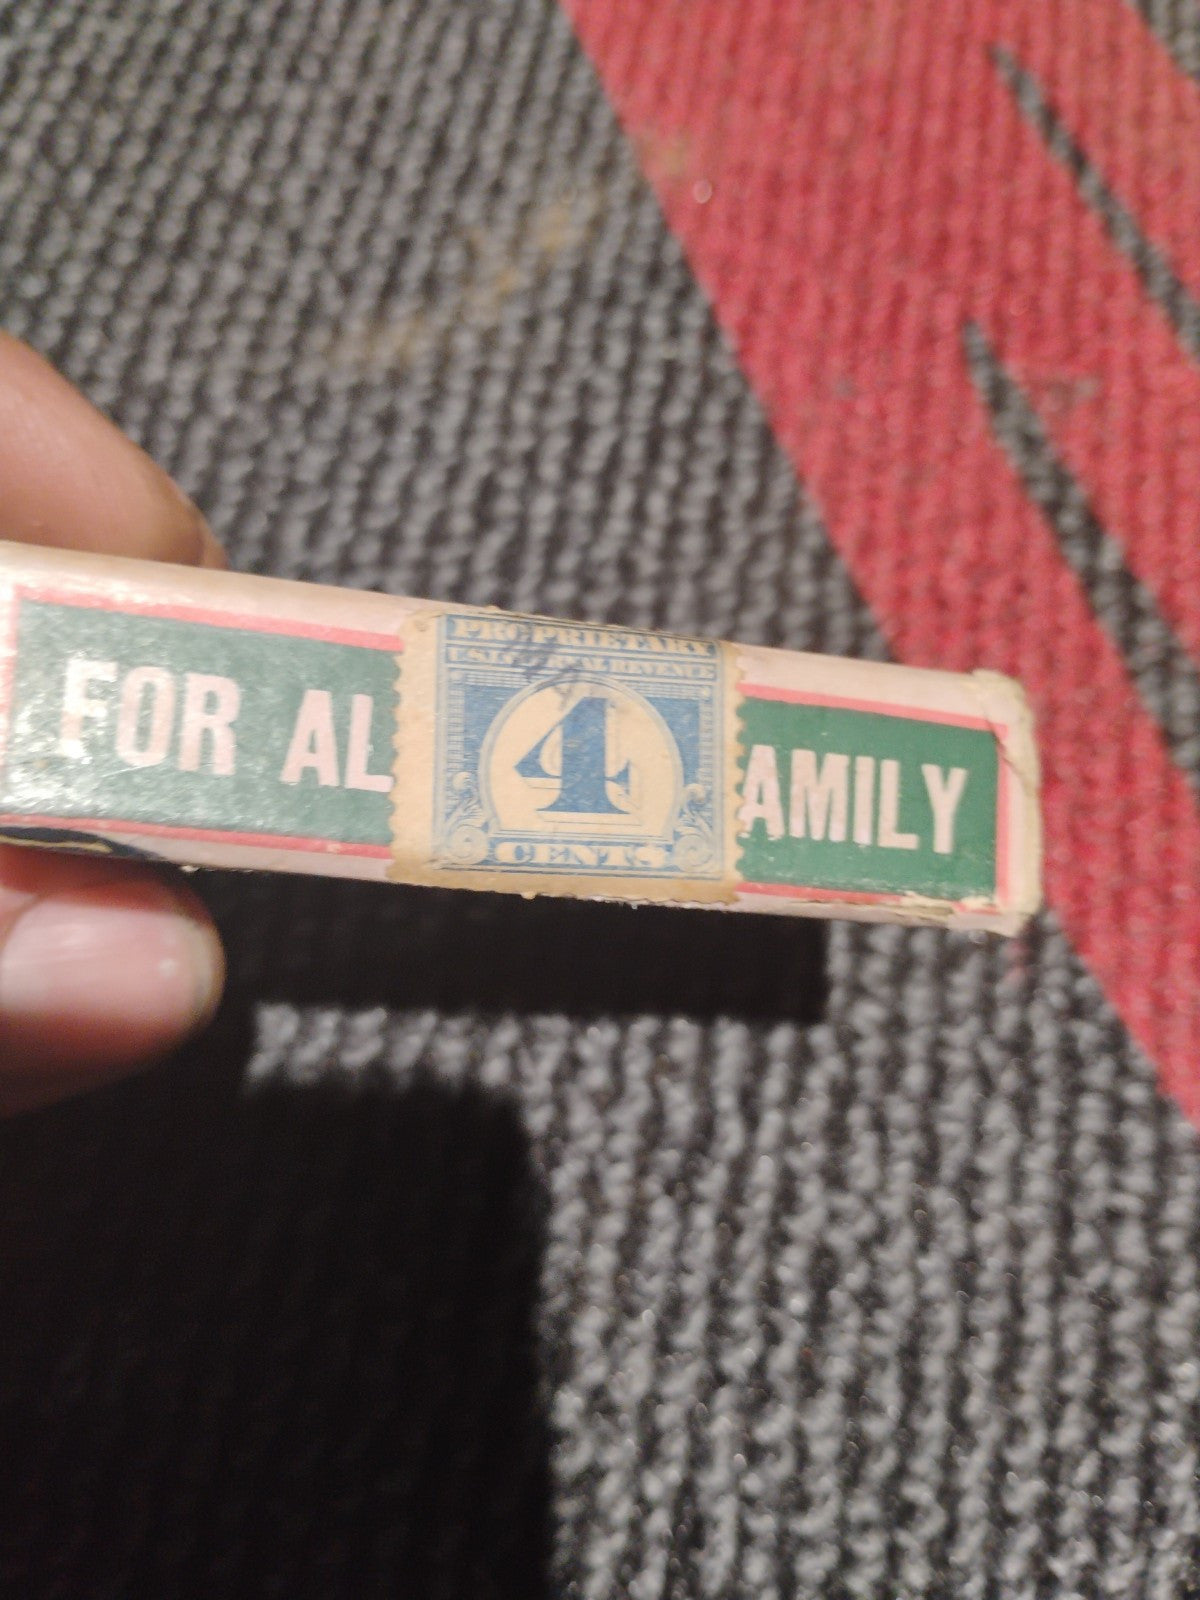 FOR AL
PROPRIETARY
U.S. INTERNAL REVENUE
4
CENTS
AMILY